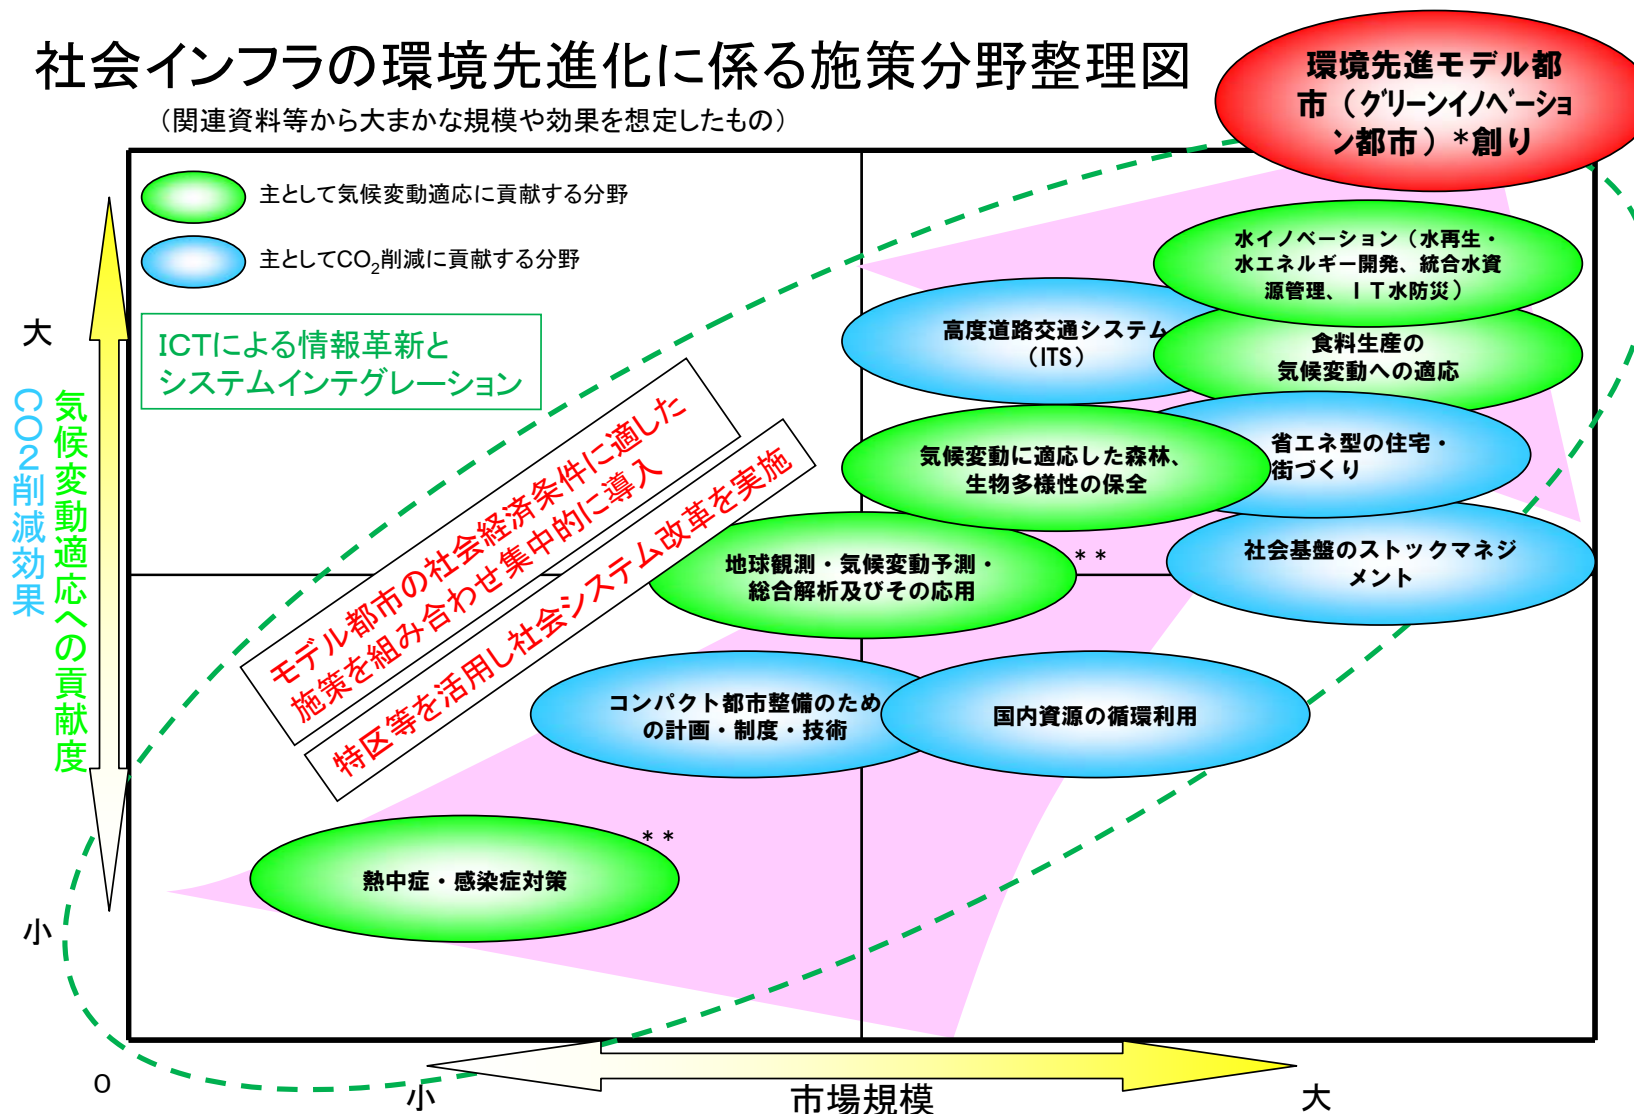 社会インフラの環境先進化に係る施策分野整理図
（関連資料等から大まかな規模や効果を想定したもの）
環境先進モデル都
市（グリーンイノベーショ
ン都市）*創り
主として気候変動適応に貢献する分野
主としてCO2削減に貢献する分野
ICTによる情報革新と
システムインテグレーション
大
気候変動適応への貢献度
CO2削減効果
小
モデル都市の社会経済条件に適した
施策を組み合わせ集中的に導入
特区等を活用し社会システム改革を実施
水イノベーション（水再生・
水エネルギー開発、統合水資
源管理、ＩＴ水防災）
高度道路交通システム
（ITS）
食料生産の
気候変動への適応
省エネ型の住宅・
街づくり
気候変動に適応した森林、
生物多様性の保全
社会基盤のストックマネジ
メント
地球観測・気候変動予測・
総合解析及びその応用
**
コンパクト都市整備のため
の計画・制度・技術
国内資源の循環利用
熱中症・感染症対策
**
0
小
市場規模
大